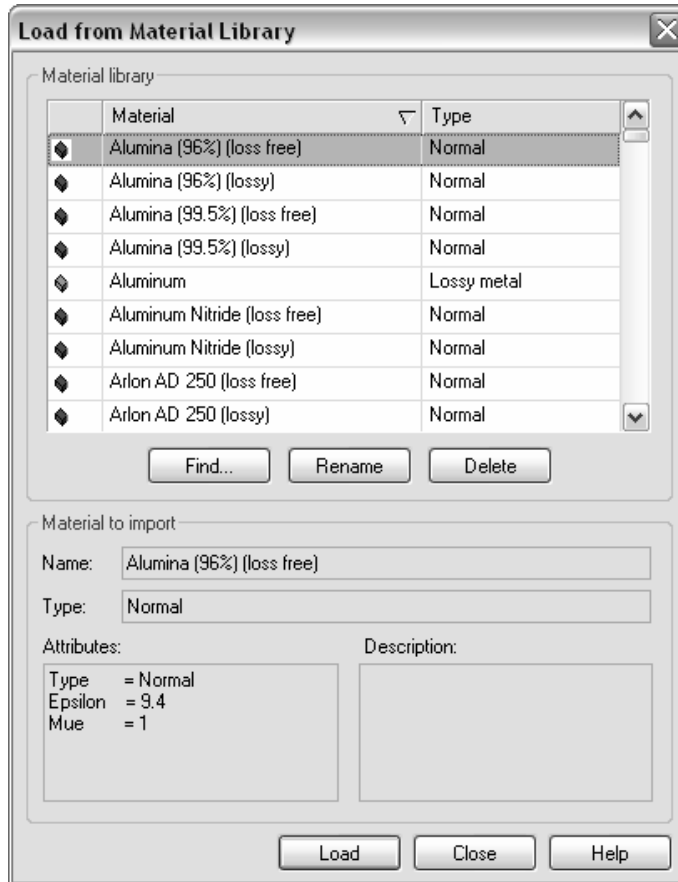 Load from Material Library
Material library
Material Type
Alumina (96%) (loss free) Normal
Alumina (96%) (lossy) Normal
Alumina (99.5%) (loss free) Normal
Alumina (99.5%) (lossy) Normal
Aluminum Lossy metal
Aluminum Nitride (loss free) Normal
Aluminum Nitride (lossy) Normal
Arlon AD 250 (loss free) Normal
Arlon AD 250 (lossy) Normal
Find... Rename Delete
Material to import
Name: Alumina (96%) (loss free)
Type: Normal
Attributes: Description:
Type = Normal
Epsilon = 9.4
Mue = 1
Load Close Help